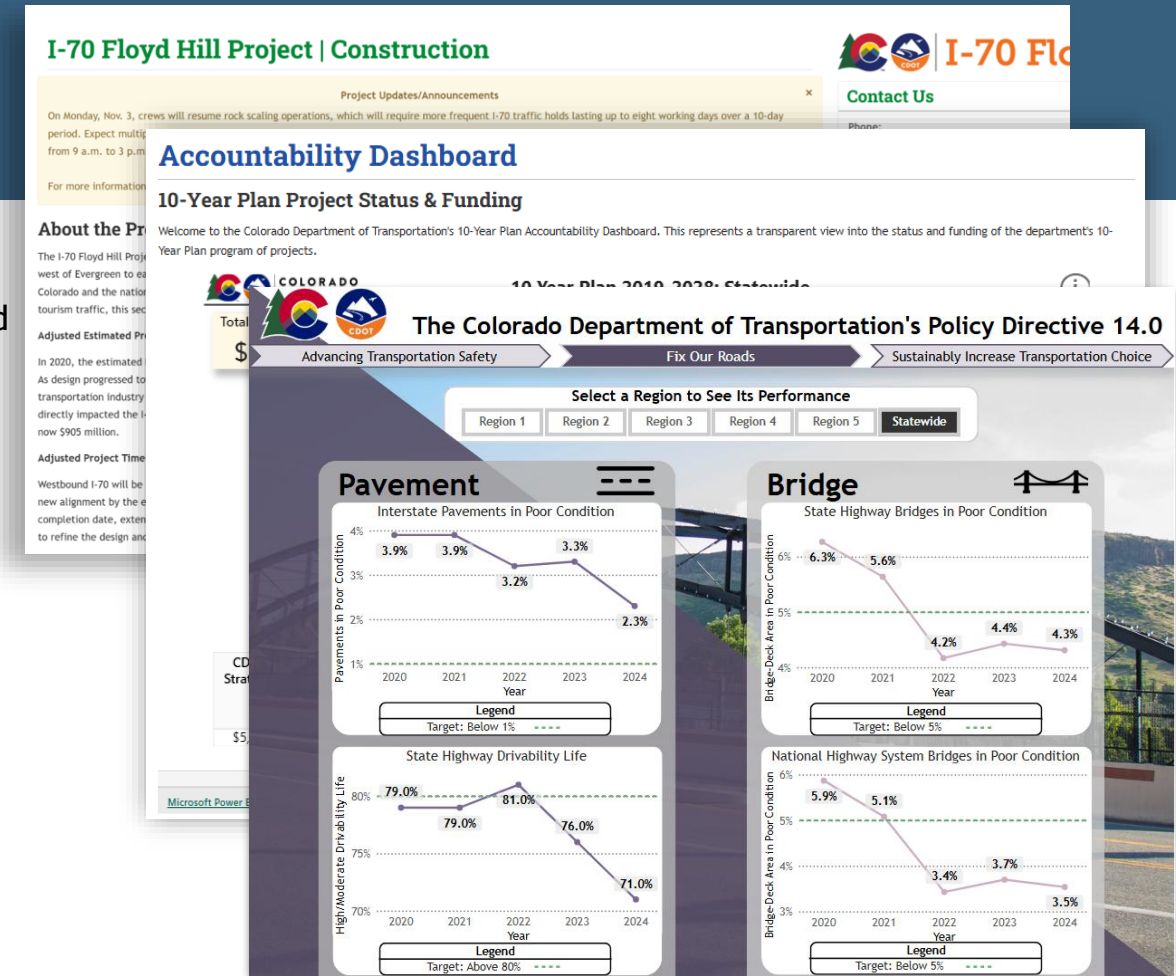 I-70 Floyd Hill Project | Construction
Project Updates/Announcements
×
On Monday, Nov. 3, crews will resume rock scaling operations, which will require more frequent I-70 traffic holds lasting up to eight working days over a 10-day
period. Expect
from 9 a.m. to 3 p.m
For more information
About the
The I-70 Floyd Hill
west of Evergreen to
Colorado and the
tourism traffic, this
Adjusted Estimated
In 2020, the estimated
As design progressed
transportation industry
directly impacted the
now $905 million.
Adjusted Project
Westbound I-70 will be
new alignment by the
completion date,
to refine the design
CDOT
I-70
Contact Us
Phone:
Accountability Dashboard
10-Year Plan Project Status & Funding
Welcome to the Colorado Department of Transportation's 10-Year Plan Accountability Dashboard. This represents a transparent view into the status and funding of the department's 10-
Year Plan program of projects.
COLORADO
10-Year Plan 2019-2028: Statewide
Total
$
$5,
Microsoft Power
CDOT
The Colorado Department of Transportation's Policy Directive 14.0
Advancing Transportation Safety
Fix Our Roads
Sustainably Increase Transportation Choice
Select a Region to See Its Performance
Region 1 Region 2 Region 3 Region 4 Region 5 Statewide
Pavement
Interstate Pavements in Poor Condition
Pavements in Poor Condition
4%
3%
2%
1%
3.9% 3.9% 3.2% 3.3% 2.3%
2020 2021 2022 2023 2024
Year
Legend
Target: Below 1%
State Highway Drivability Life
High/Moderate Drivability Life
80%
75%
70%
79.0% 79.0% 81.0% 76.0% 71.0%
2020 2021 2022 2023 2024
Year
Legend
Target: Above 80%
Bridge
State Highway Bridges in Poor Condition
Bridge-Deck Area in Poor Condition
6%
5%
4%
6.3% 5.6% 4.2% 4.4% 4.3%
2020 2021 2022 2023 2024
Year
Legend
Target: Below 5%
National Highway System Bridges in Poor Condition
Bridge-Deck Area in Poor Condition
6%
5%
4%
3%
5.9% 5.1% 3.4% 3.7% 3.5%
2020 2021 2022 2023 2024
Year
Legend
Target: Below 5%